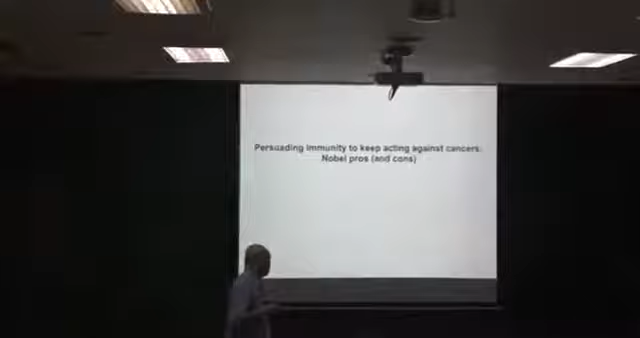 Persuading immunity to keep acting against cancers:
Nobel pros (and cons)